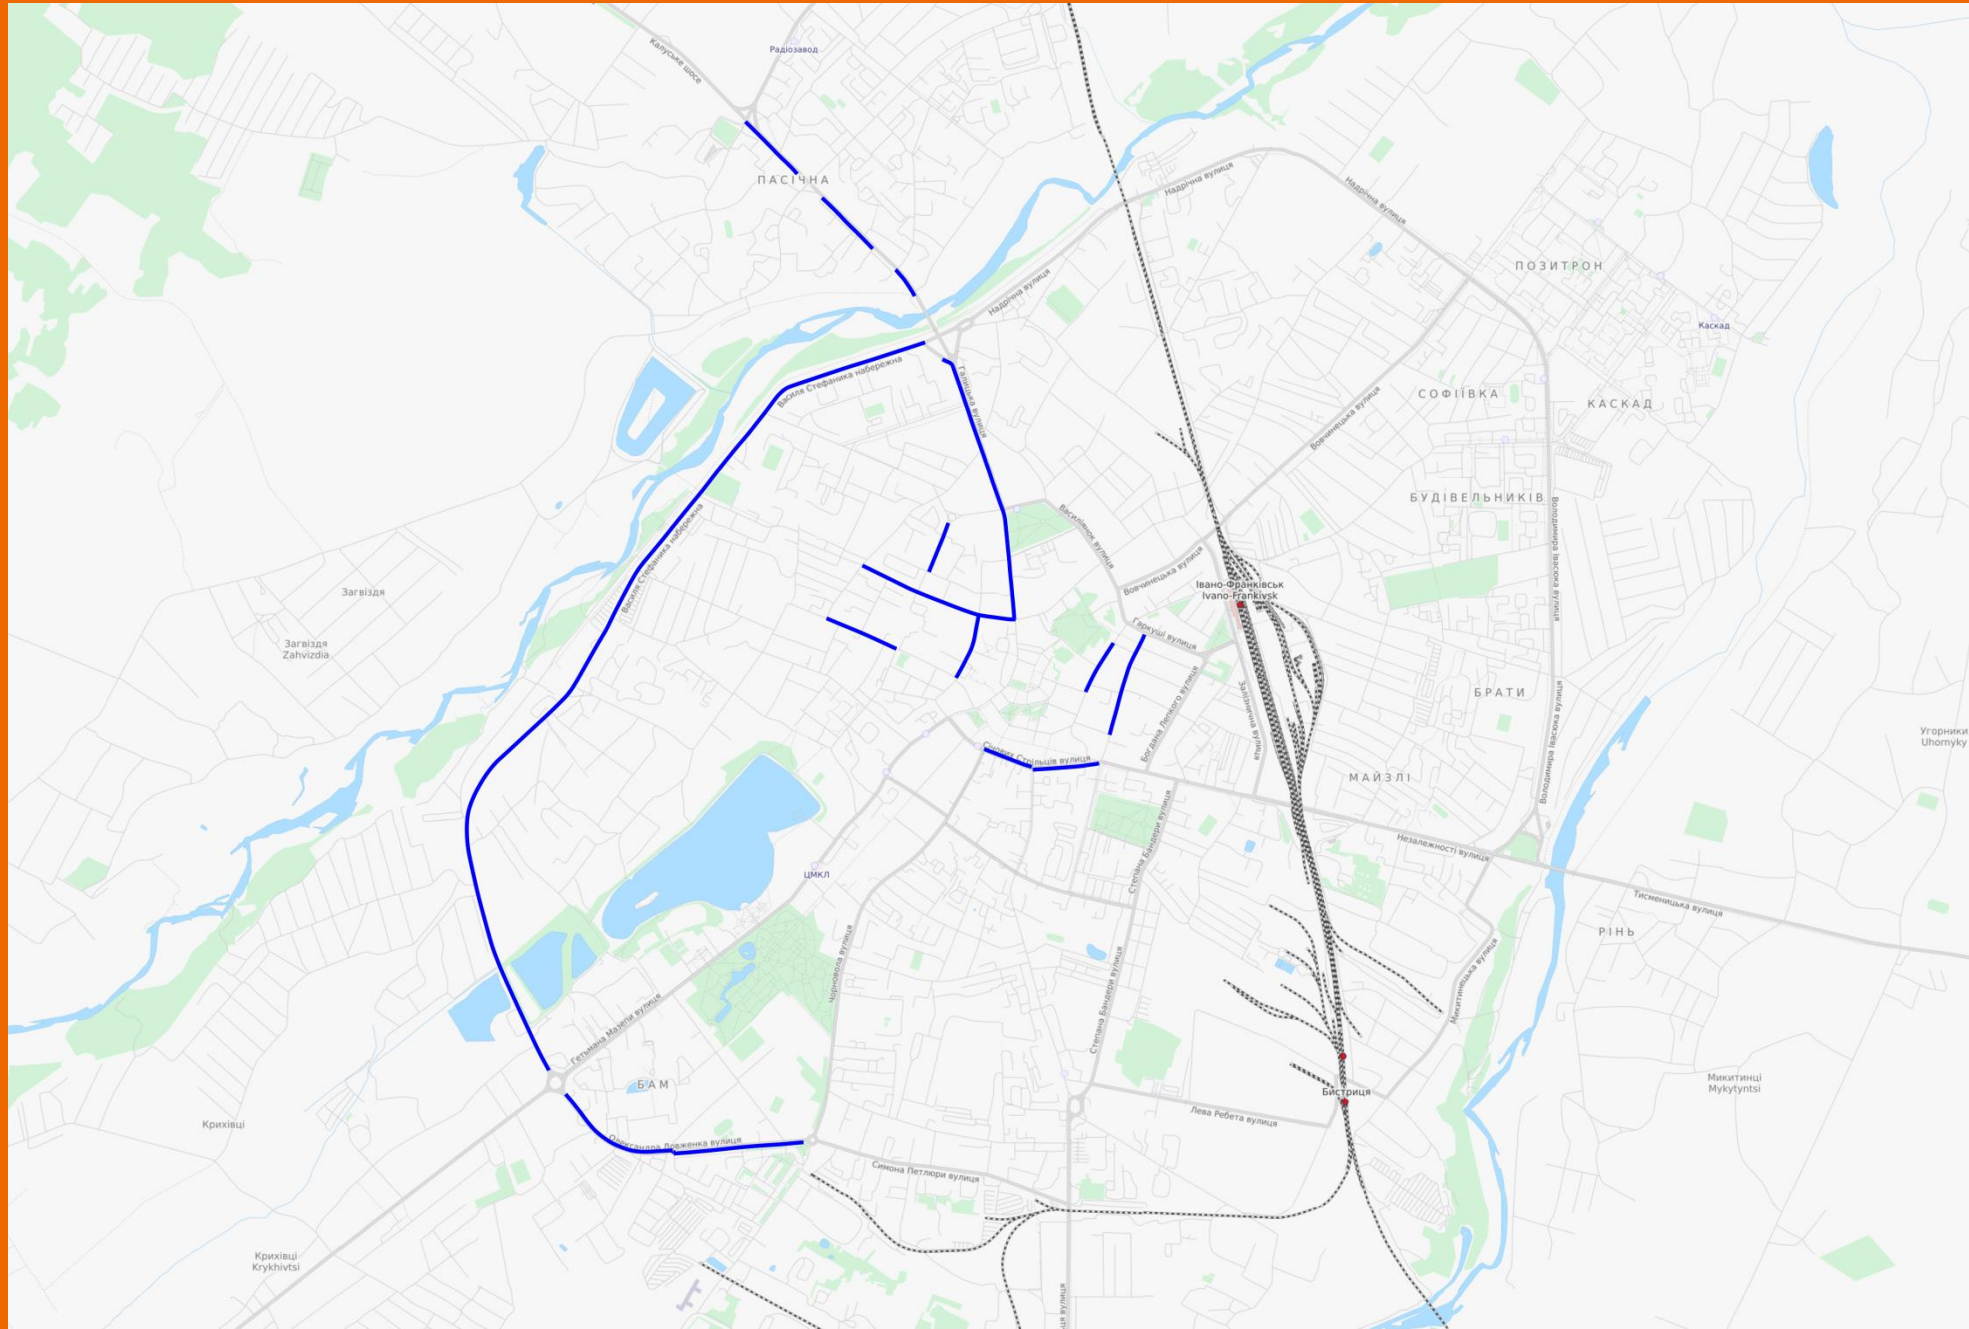 Радіозавод
Калуське шосе
ПАСІЧНА
Надрічна вулиця
Надрічна вулиця
ПОЗИТРОН
Надрічна вулиця
Каскад
Василя Стефаника набережна
Галицька вулиця
СОФІЇВКА
КАСКАД
Вовчинецька вулиця
БУДІВЕЛЬНИКІВ
Василіянок вулиця
Володимира Івасюка вулиця
Василя Стефаника набережна
Вовчинецька вулиця
Івано-Франківськ
Ivano-Frankivsk
Загвіздя
Гаркуші вулиця
Загвіздя
Zahvizdia
БРАТИ
Богдана Лепкого вулиця
Залізнична вулиця
Володимира Івасюка вулиця
Угорники
Uhornyky
Січових Стрільців вулиця
МАЙЗЛІ
Незалежності вулиця
Степана Бандери вулиця
ЦМКЛ
Тисменицька вулиця
РІНЬ
Чорновола вулиця
Микитинецька вулиця
Степана Бандери вулиця
Гетьмана Мазепи вулиця
БАМ
Микитинці
Mykytyntsi
Бистриця
Крихівці
Лева Ребета вулиця
Олександра Довженка вулиця
Симона Петлюри вулиця
Крихівці
Krykhivtsi
вулиця